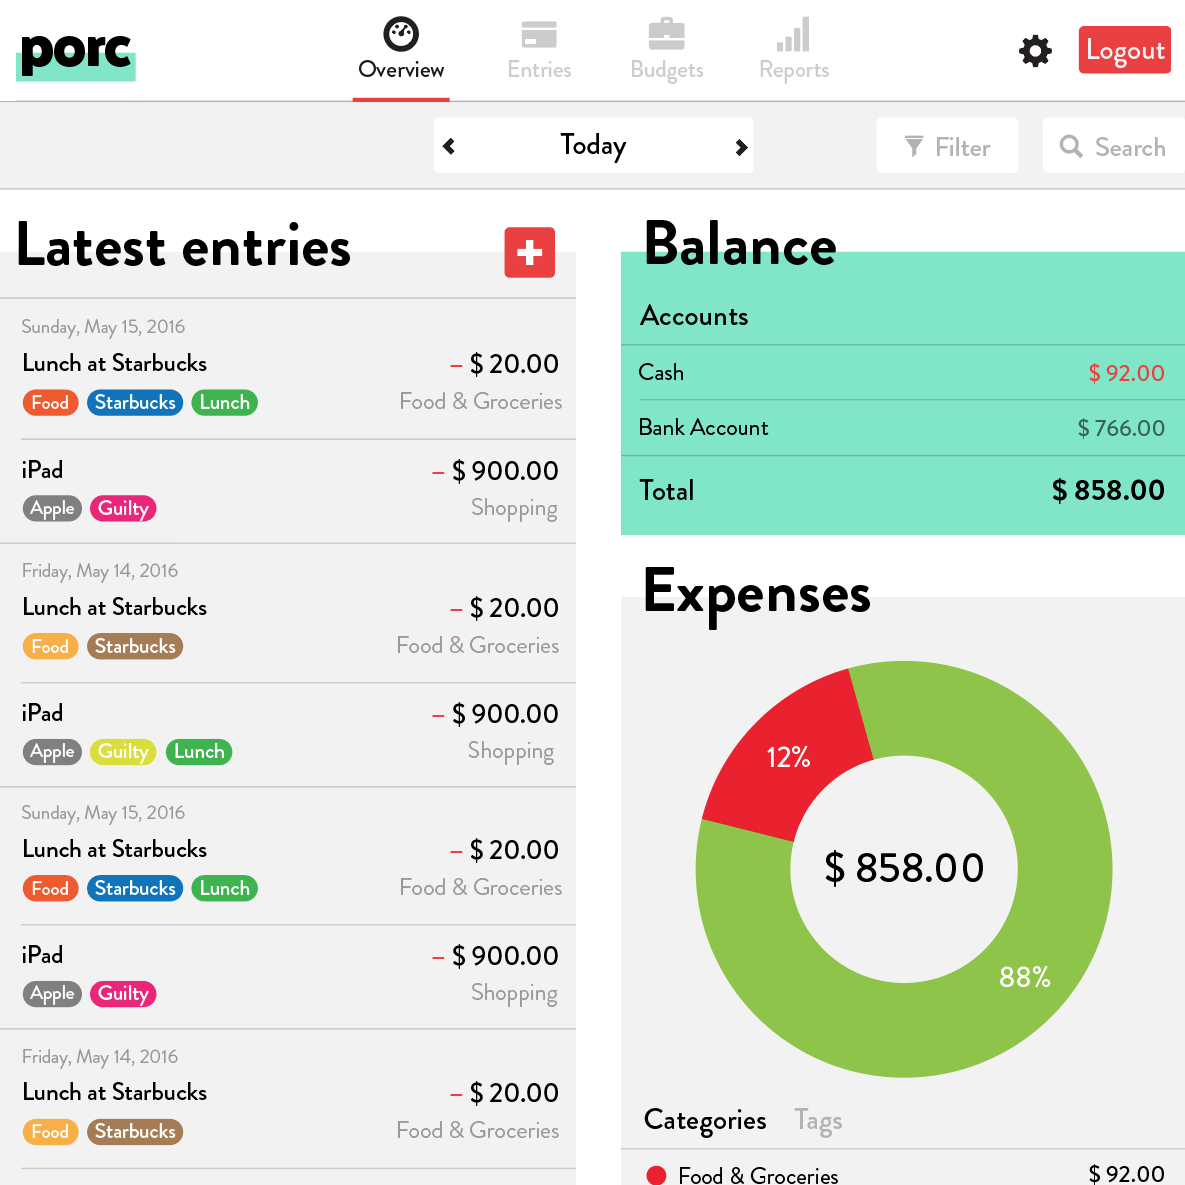 porc
Overview
Entries
Budgets
Reports
Logout
Today
Filter
Search
Latest entries
Sunday, May 15, 2016
Lunch at Starbucks – $ 20.00
Food Starbucks Lunch Food & Groceries
iPad – $ 900.00
Apple Guilty Shopping
Friday, May 14, 2016
Lunch at Starbucks – $ 20.00
Food Starbucks Food & Groceries
iPad – $ 900.00
Apple Guilty Lunch Shopping
Sunday, May 15, 2016
Lunch at Starbucks – $ 20.00
Food Starbucks Lunch Food & Groceries
iPad – $ 900.00
Apple Guilty Shopping
Friday, May 14, 2016
Lunch at Starbucks – $ 20.00
Food Starbucks Food & Groceries
Balance
Accounts
Cash $ 92.00
Bank Account $ 766.00
Total $ 858.00
Expenses
12%
$ 858.00
88%
Categories Tags
Food & Groceries $ 92.00